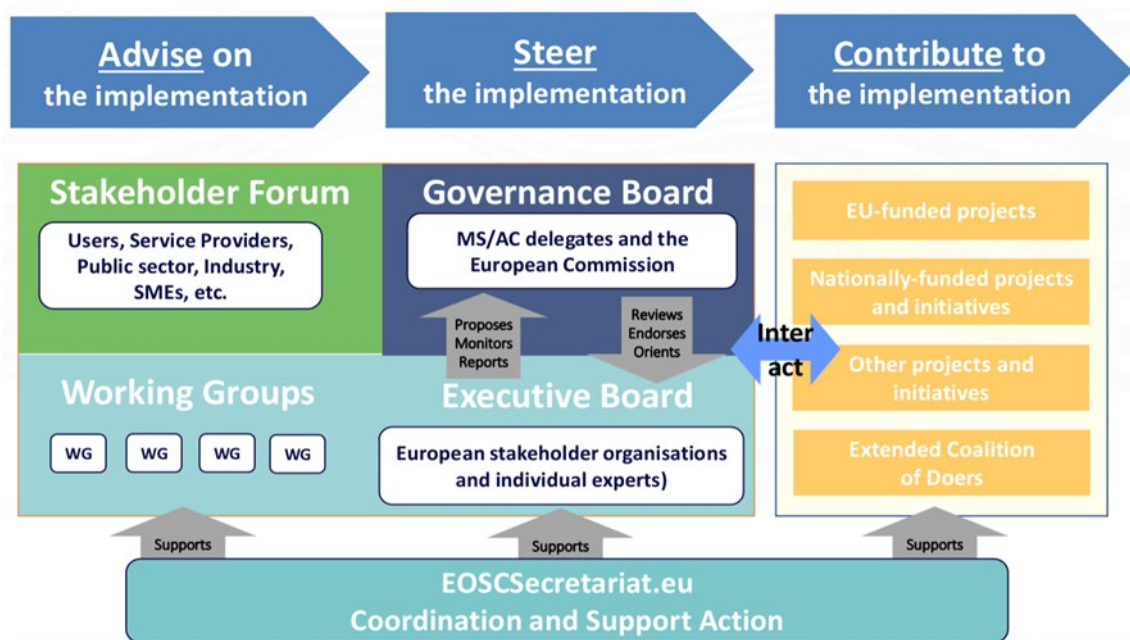 Advise on
the implementation
Steer
the implementation
Contribute to
the implementation
Stakeholder Forum
Users, Service Providers,
Public sector, Industry,
SMEs, etc.
Governance Board
MS/AC delegates and the
European Commission
Proposes
Monitors
Reports
Reviews
Endorses
Orients
Working Groups
WG
WG
WG
WG
Executive Board
European stakeholder organisations
and individual experts)
Inter
act
EU-funded projects
Nationally-funded projects
and initiatives
Other projects and
initiatives
Extended Coalition
of Doers
Supports
Supports
Supports
EOSCSecretariat.eu
Coordination and Support Action